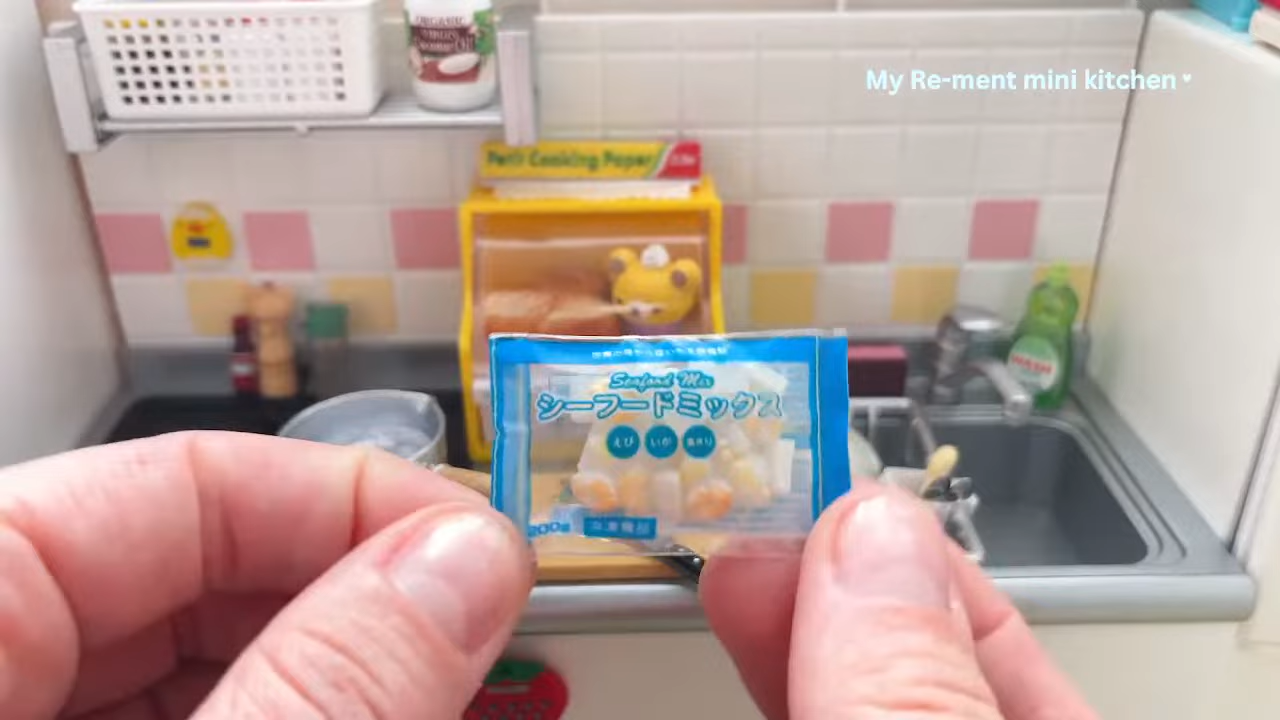 My Re-ment mini kitchen ♥
ORGANIC
Petit Cooking Paper
Seafood Mix
シーフードミックス
えび いか あさり
200g 冷凍食品